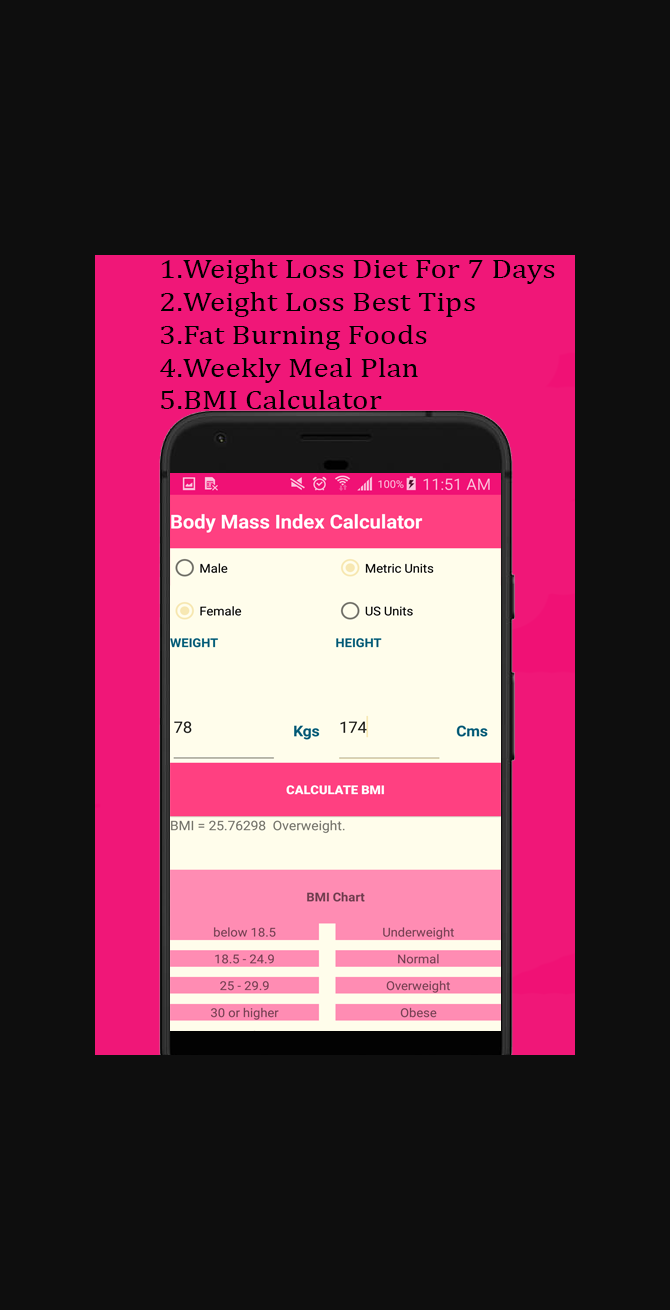 1.Weight Loss Diet For 7 Days
2.Weight Loss Best Tips
3.Fat Burning Foods
4.Weekly Meal Plan
5.BMI Calculator
100% 11:51 AM
Body Mass Index Calculator
Male Metric Units
Female US Units
WEIGHT HEIGHT
78 Kgs 174 Cms
CALCULATE BMI
BMI = 25.76298 Overweight.
BMI Chart
below 18.5 Underweight
18.5 - 24.9 Normal
25 - 29.9 Overweight
30 or higher Obese